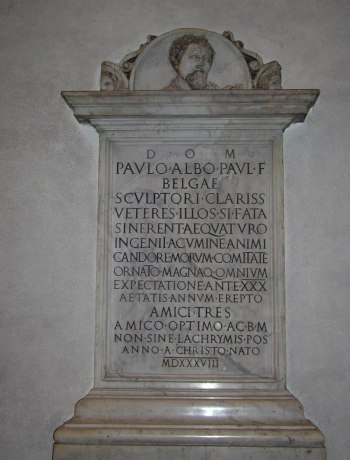 D O M
PAVLO·ALBO·PAVL·F
BELGAE
SCVLPTORI·CLARISS
VETERES·ILLOS·SI·FATA
SINERENT·AEQVATVRO
INGENII·ACVMINE·ANIMI
CANDORE·MORVM·COMITATE
ORNATO·MAGNAQ·OMNIVM
EXPECTATIONE·ANTE·XXX
AETATIS·ANNVM·EREPTO
AMICI·TRES
AMICO·OPTIMO·AC·B·M
NON·SINE·LACHRYMIS·POS
ANNO·A·CHRISTO·NATO
MDXXXVIII